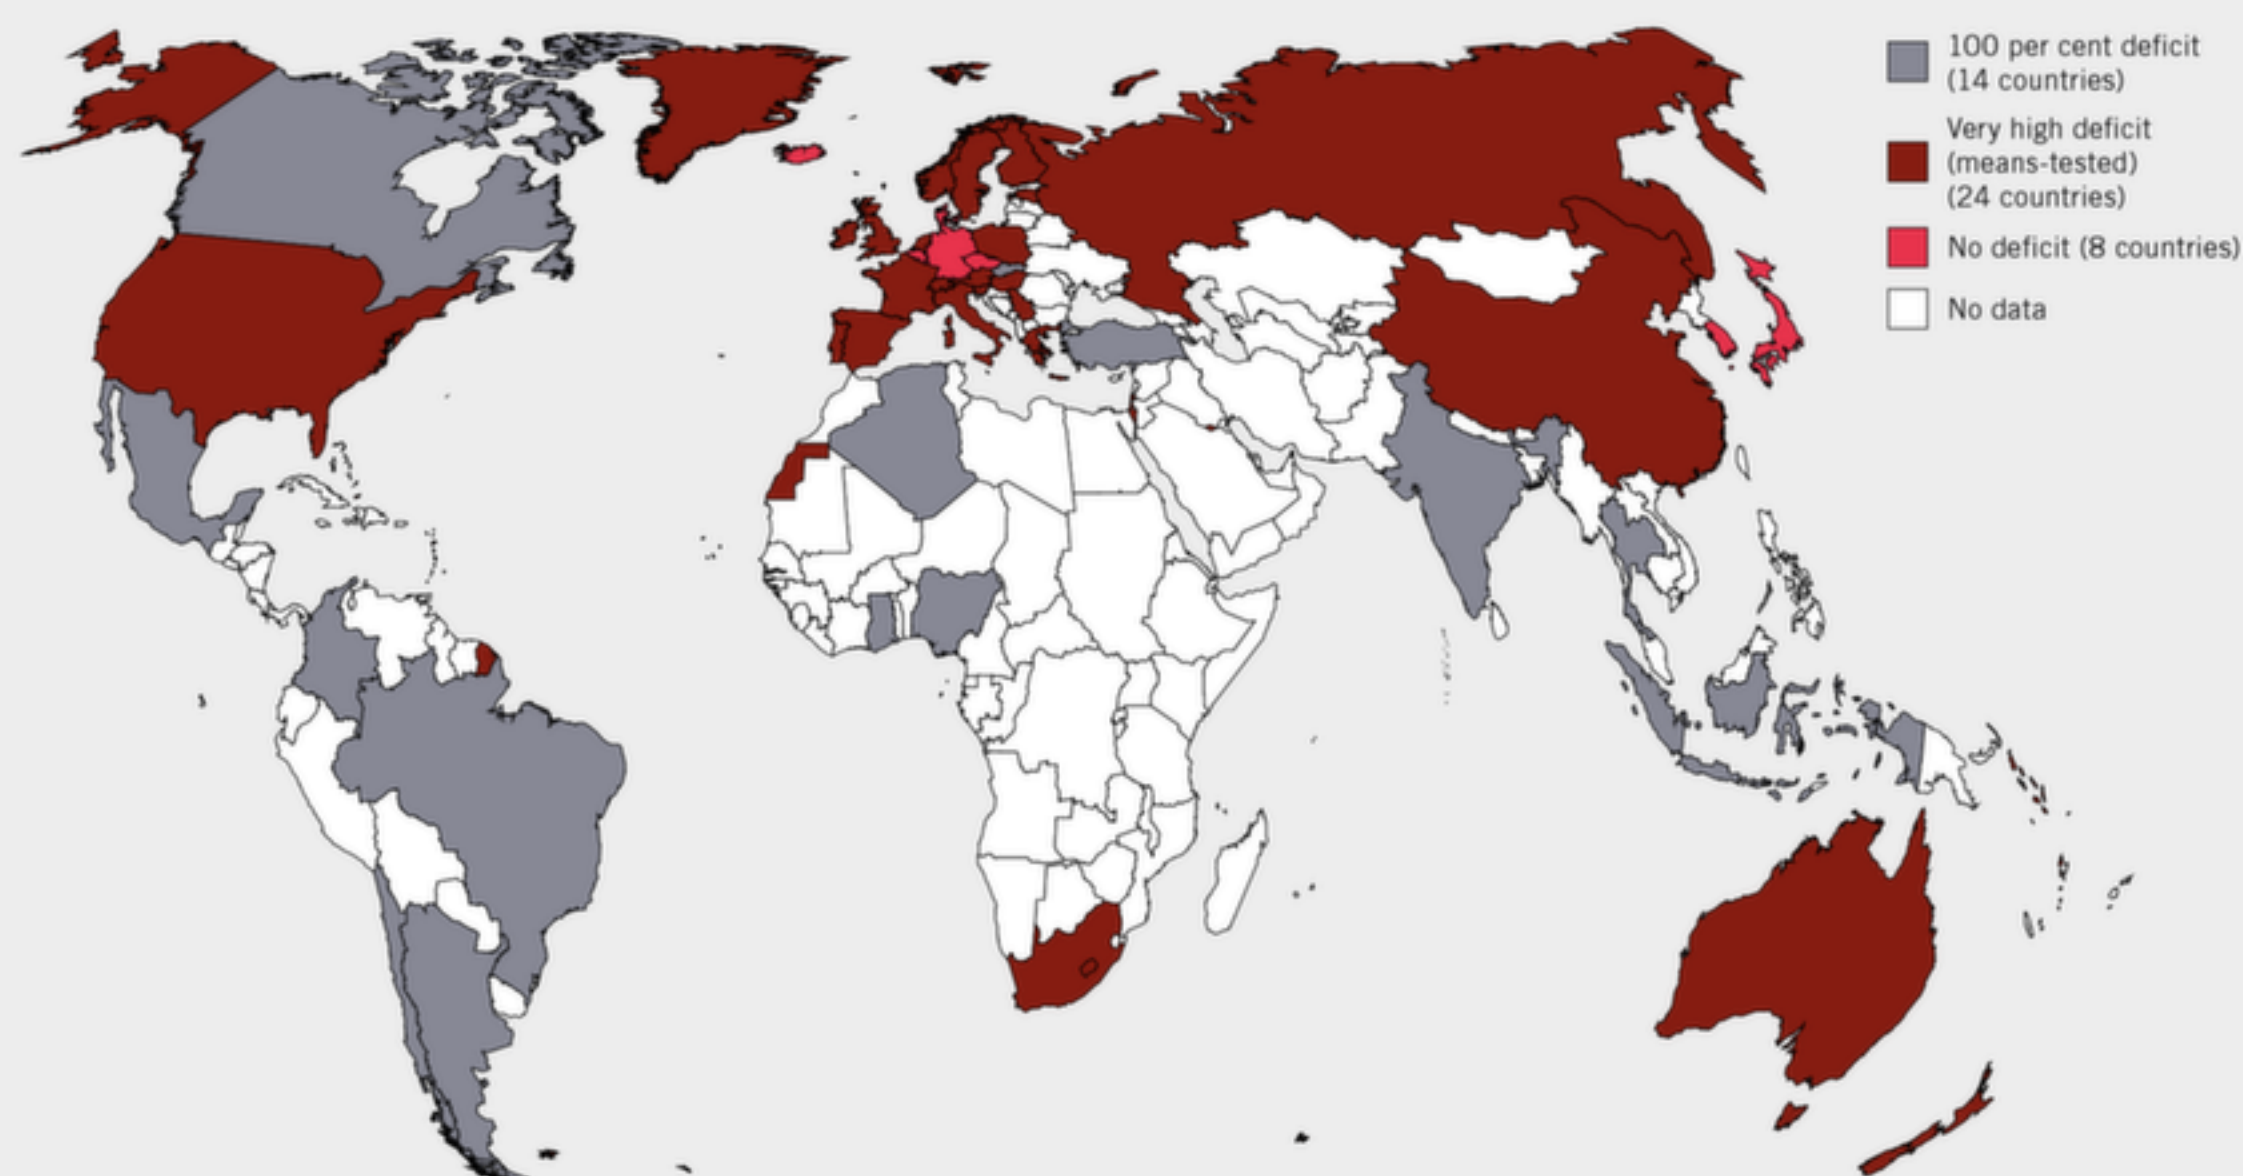 100 per cent deficit
(14 countries)
Very high deficit
(means-tested)
(24 countries)
No deficit (8 countries)
No data